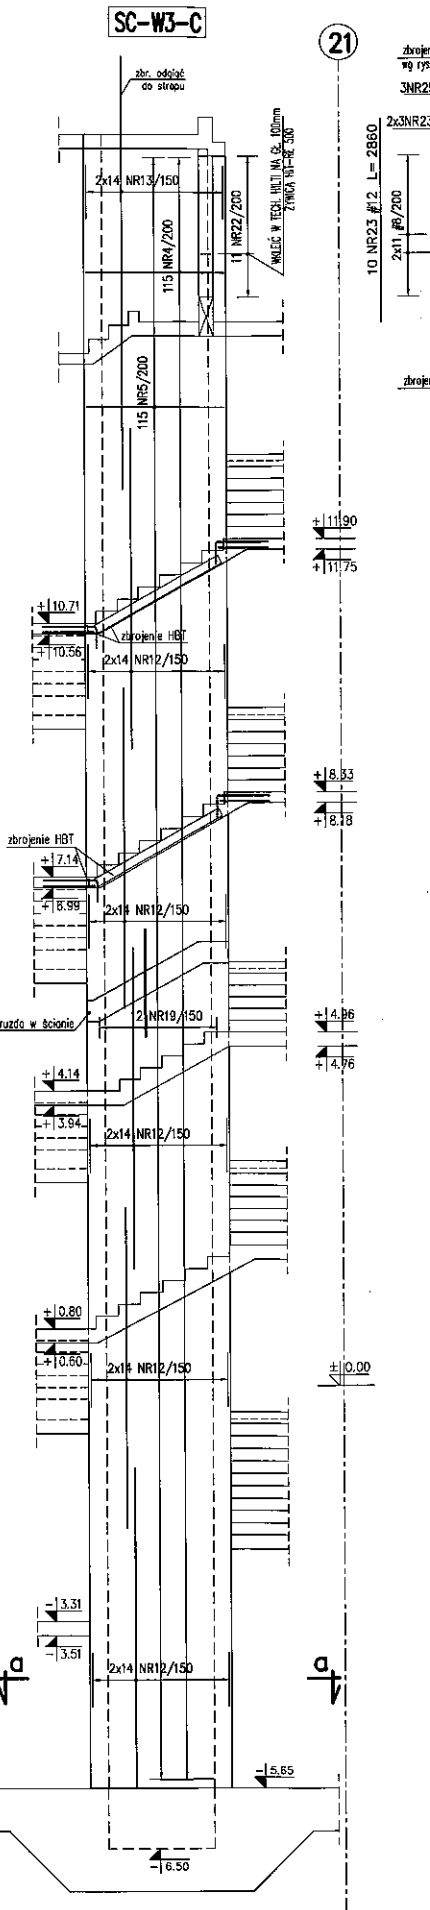 SC-W3-C
21
zbr. odgiąć
do stropu
3NR25
2x3NR23
10 NR23 #12 L= 2860
2x11 #8/200
WKLEIĆ W TECH. HILTI NA GŁ. 100mm
ŻYWICA HIT-RE 500
2x14 NR13/150
115 NR4/200
11 NR22/200
115 NR5/200
+11.90
+11.75
+10.71
+10.56
zbrojenie HBT
2x14 NR12/150
+8.33
+8.18
zbrojenie HBT
+7.14
+6.99
2x14 NR12/150
w ścianie
12 NR19/150
+4.96
+4.76
+4.14
+3.94
2x14 NR12/150
+0.80
+0.60
2x14 NR12/150
±0.00
-3.31
-3.51
2x14 NR12/150
a
a
-5.65
-6.50